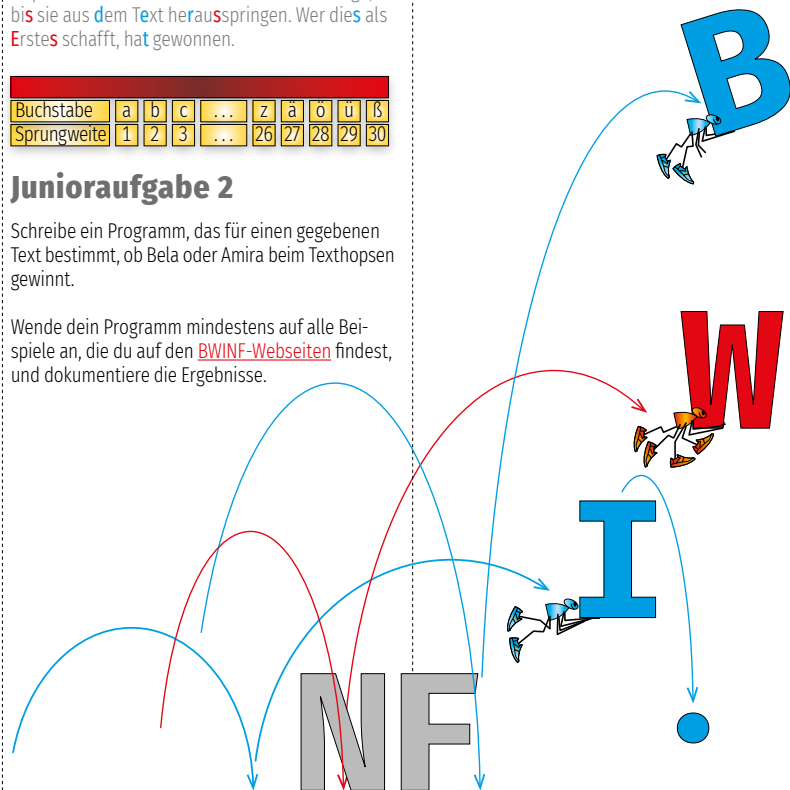 bis sie aus dem Text herausspringen. Wer dies als
Erstes schafft, hat gewonnen.
Buchstabe a b c ... z ä ö ü ß
Sprungweite 1 2 3 ... 26 27 28 29 30
Junioraufgabe 2
Schreibe ein Programm, das für einen gegebenen
Text bestimmt, ob Bela oder Amira beim Texthopsen
gewinnt.
Wende dein Programm mindestens auf alle Bei-
spiele an, die du auf den BWINF-Webseiten findest,
und dokumentiere die Ergebnisse.
B
W
I
NF